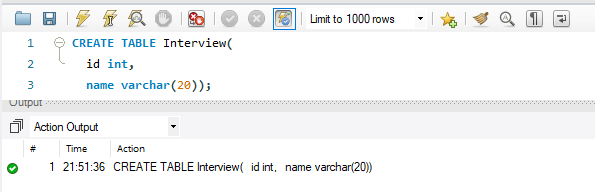 Limit to 1000 rows
1 CREATE TABLE Interview(
2 id int,
3 name varchar(20));
Output
Action Output
# Time Action
1 21:51:36 CREATE TABLE Interview( id int, name varchar(20))